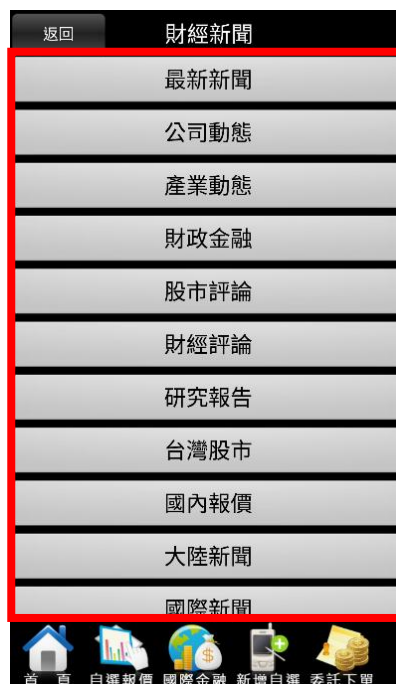 返回 財經新聞
最新新聞
公司動態
產業動態
財政金融
股市評論
財經評論
研究報告
台灣股市
國內報價
大陸新聞
國際新聞
首 頁 自選報價 國際金融 新增自選 委託下單